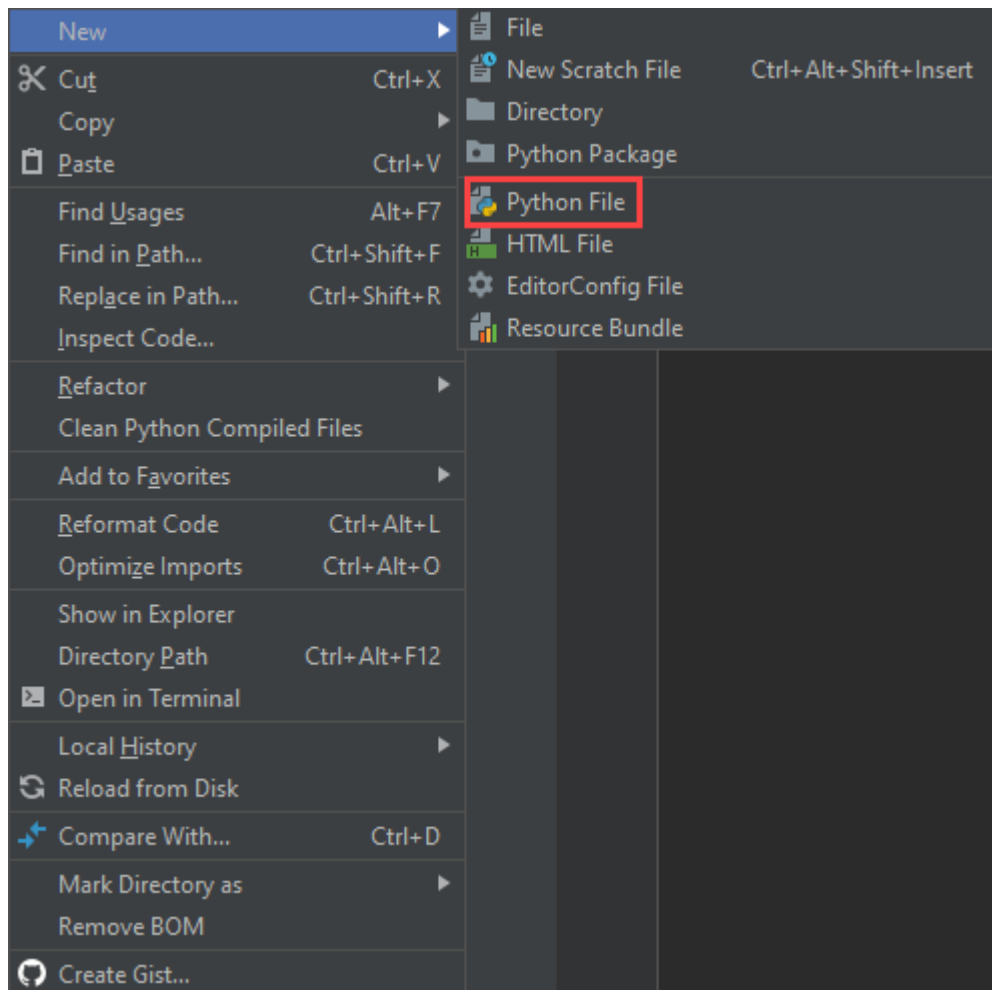 New
Cut Ctrl+X
Copy
Paste Ctrl+V
Find Usages Alt+F7
Find in Path... Ctrl+Shift+F
Replace in Path... Ctrl+Shift+R
Inspect Code...
Refactor
Clean Python Compiled Files
Add to Favorites
Reformat Code Ctrl+Alt+L
Optimize Imports Ctrl+Alt+O
Show in Explorer
Directory Path Ctrl+Alt+F12
Open in Terminal
Local History
Reload from Disk
Compare With... Ctrl+D
Mark Directory as
Remove BOM
Create Gist...
File
New Scratch File Ctrl+Alt+Shift+Insert
Directory
Python Package
Python File
H HTML File
EditorConfig File
Resource Bundle